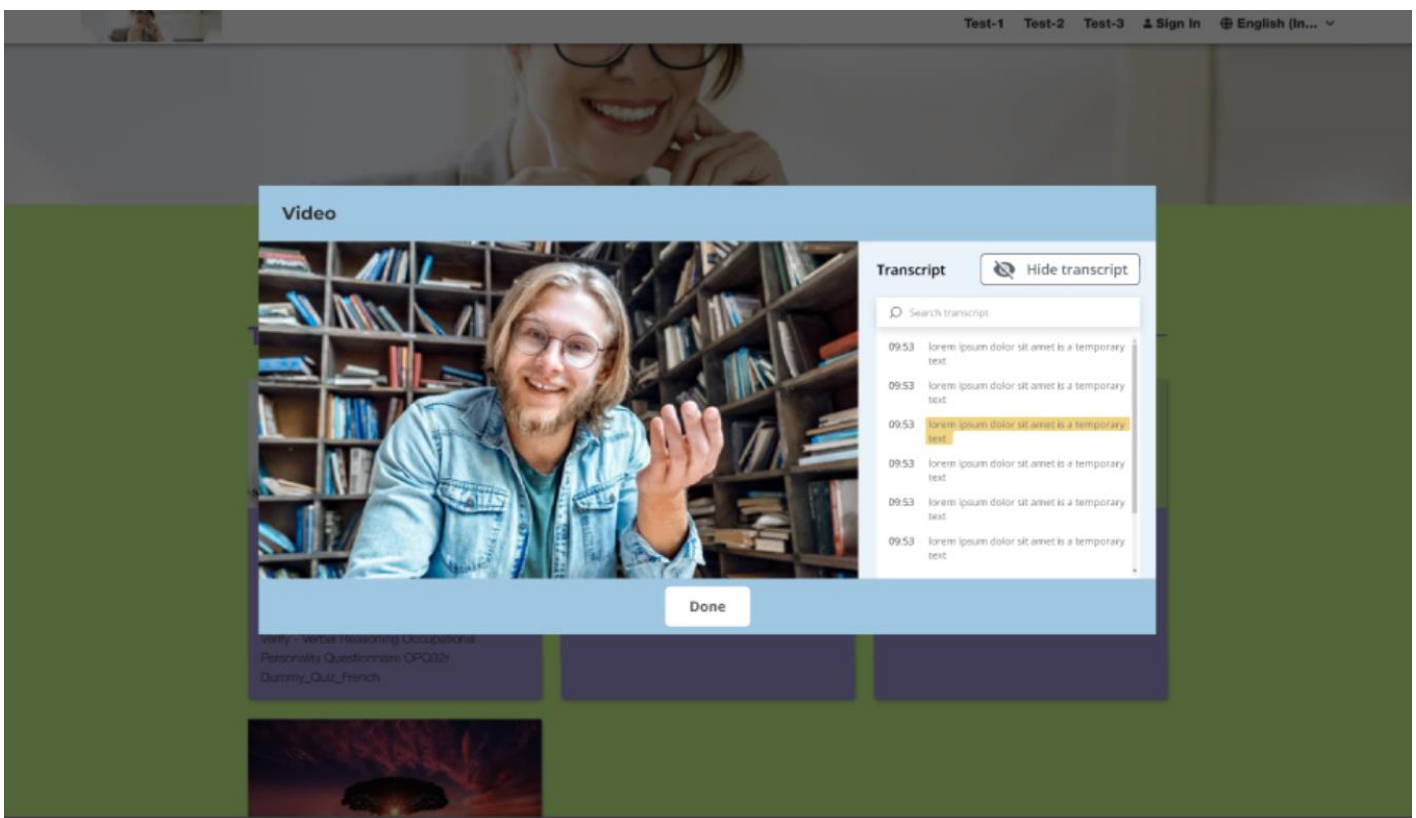 Test-1 Test-2 Test-3 Sign In English (In...
Video
Transcript
Hide transcript
Search transcript
09:53 lorem ipsum dolor sit amet is a temporary
text
09:53 lorem ipsum dolor sit amet is a temporary
text
09:53 lorem ipsum dolor sit amet is a temporary
text
09:53 lorem ipsum dolor sit amet is a temporary
text
09:53 lorem ipsum dolor sit amet is a temporary
text
09:53 lorem ipsum dolor sit amet is a temporary
text
Done
Verify - Verbal Reasoning Occupational
Personality Questionnaire OPQ32r
Dummy_Quiz_French